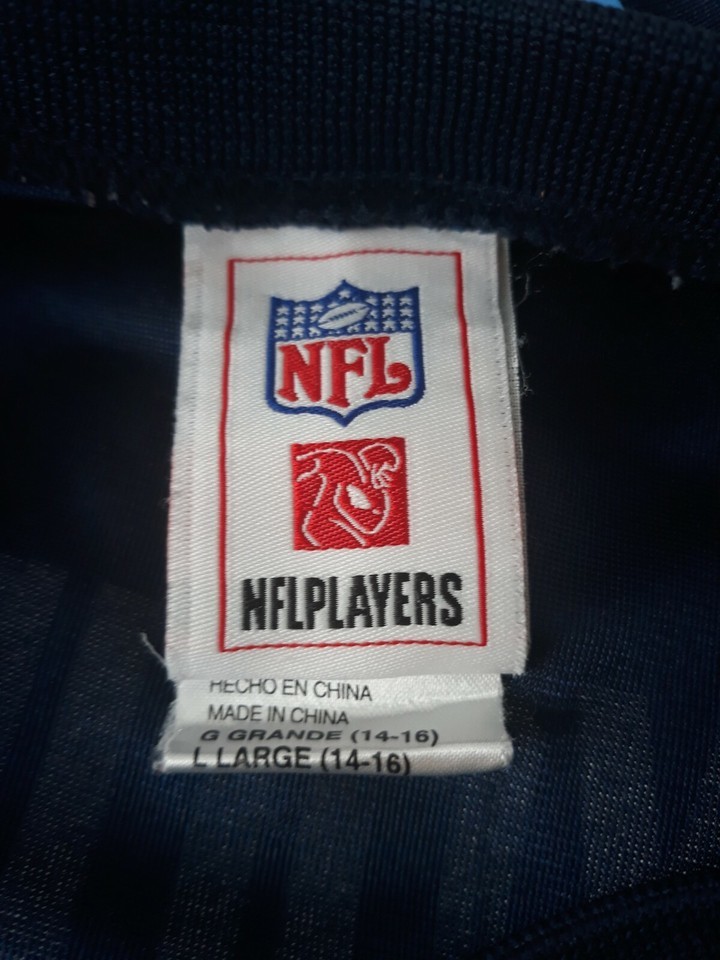 NFL
NFLPLAYERS
HECHO EN CHINA
MADE IN CHINA
G GRANDE (14-16)
L LARGE (14-16)